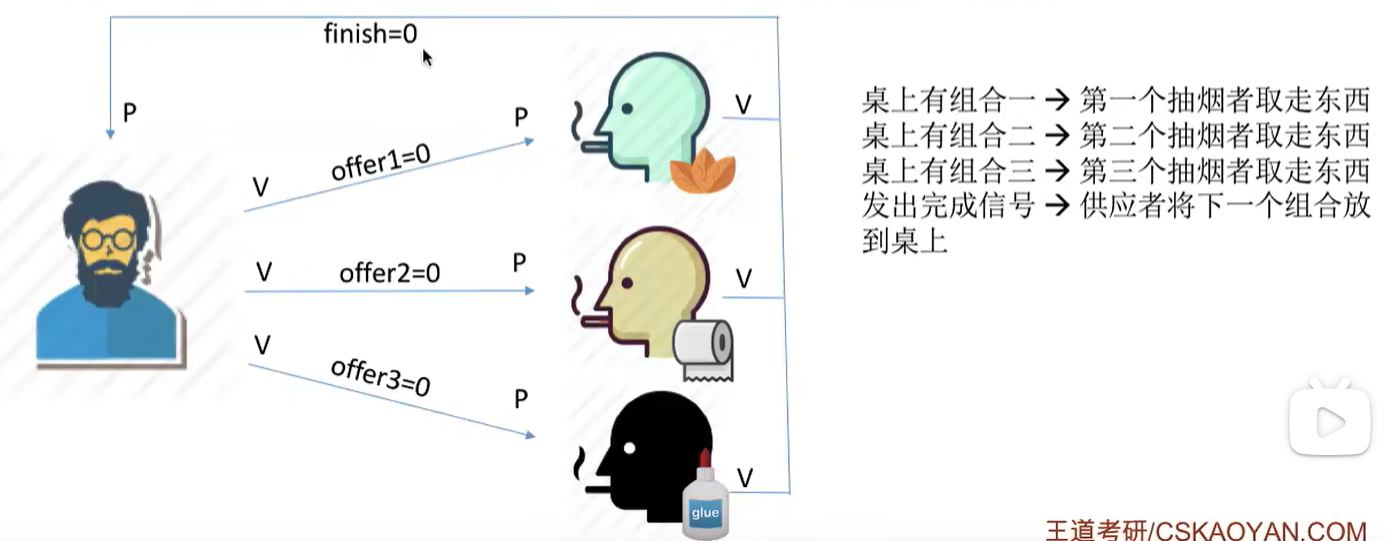 finish=0
P
P
V
offer1=0
V
桌上有组合一 → 第一个抽烟者取走东西
桌上有组合二 → 第二个抽烟者取走东西
桌上有组合三 → 第三个抽烟者取走东西
发出完成信号 → 供应者将下一个组合放
到桌上
V
offer2=0
P
V
V
offer3=0
P
V
glue
王道考研/CSKAOYAN.COM